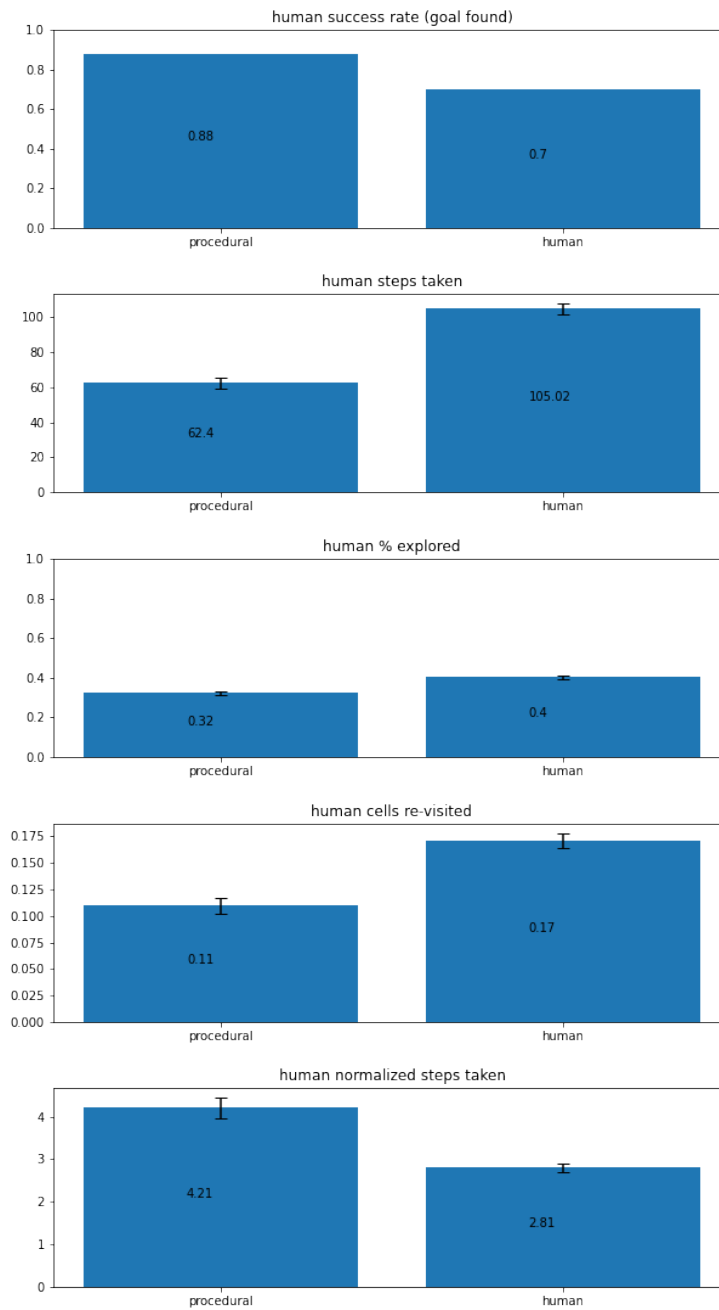 human success rate (goal found)
1.0
0.8
0.6
0.4
0.2
0.0
0.88
0.7
procedural
human
human steps taken
100
80
60
40
20
0
105.02
62.4
procedural
human
human % explored
1.0
0.8
0.6
0.4
0.2
0.0
0.32
0.4
procedural
human
human cells re-visited
0.175
0.150
0.125
0.100
0.075
0.050
0.025
0.000
0.17
0.11
procedural
human
human normalized steps taken
4
3
2
1
0
4.21
2.81
procedural
human